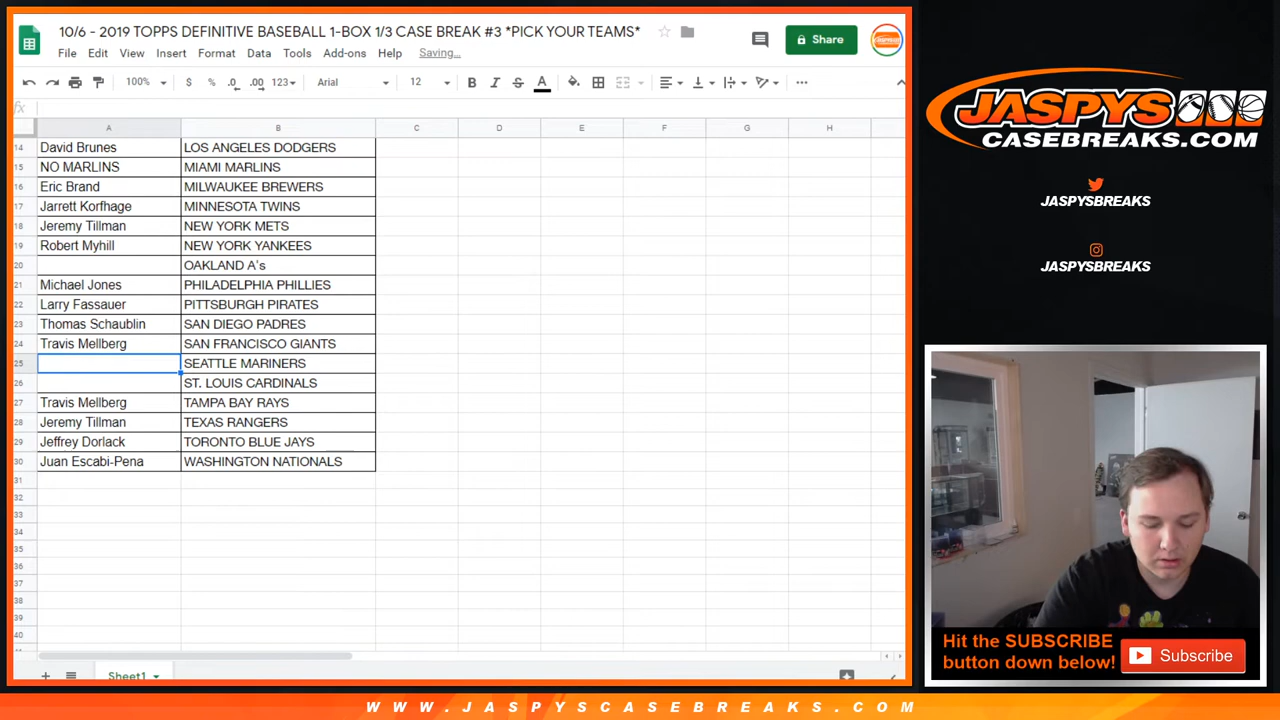 10/6 - 2019 TOPPS DEFINITIVE BASEBALL 1-BOX 1/3 CASE BREAK #3 *PICK YOUR TEAMS*
File Edit View Insert Format Data Tools Add-ons Help Saving...
Share
100% $ % .0 .00 123 Arial 12 B I S A
fx
A B C D E F G H
14 David Brunes LOS ANGELES DODGERS
15 NO MARLINS MIAMI MARLINS
16 Eric Brand MILWAUKEE BREWERS
17 Jarrett Korfhage MINNESOTA TWINS
18 Jeremy Tillman NEW YORK METS
19 Robert Myhill NEW YORK YANKEES
20 OAKLAND A's
21 Michael Jones PHILADELPHIA PHILLIES
22 Larry Fassauer PITTSBURGH PIRATES
23 Thomas Schaublin SAN DIEGO PADRES
24 Travis Mellberg SAN FRANCISCO GIANTS
25 SEATTLE MARINERS
26 ST. LOUIS CARDINALS
27 Travis Mellberg TAMPA BAY RAYS
28 Jeremy Tillman TEXAS RANGERS
29 Jeffrey Dorlack TORONTO BLUE JAYS
30 Juan Escabi-Pena WASHINGTON NATIONALS
31
32
33
34
35
36
37
38
39
40
Sheet1
JASPYS
CASEBREAKS.COM
JASPYSBREAKS
JASPYSBREAKS
Hit the SUBSCRIBE
button down below!
Subscribe
WWW.JASPYSCASEBREAKS.COM